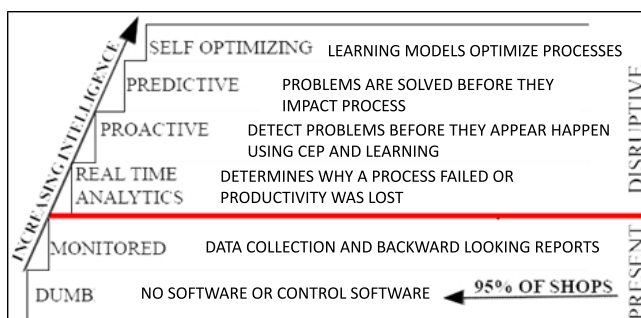 SELF OPTIMIZING LEARNING MODELS OPTIMIZE PROCESSES
PREDICTIVE PROBLEMS ARE SOLVED BEFORE THEY
IMPACT PROCESS
PROACTIVE DETECT PROBLEMS BEFORE THEY APPEAR HAPPEN
USING CEP AND LEARNING
REAL TIME
ANALYTICS
DETERMINES WHY A PROCESS FAILED OR
PRODUCTIVITY WAS LOST
MONITORED DATA COLLECTION AND BACKWARD LOOKING REPORTS
DUMB NO SOFTWARE OR CONTROL SOFTWARE 95% OF SHOPS
INCREASING INTELLIGENCE
DISRUPTIVE
PRESENT